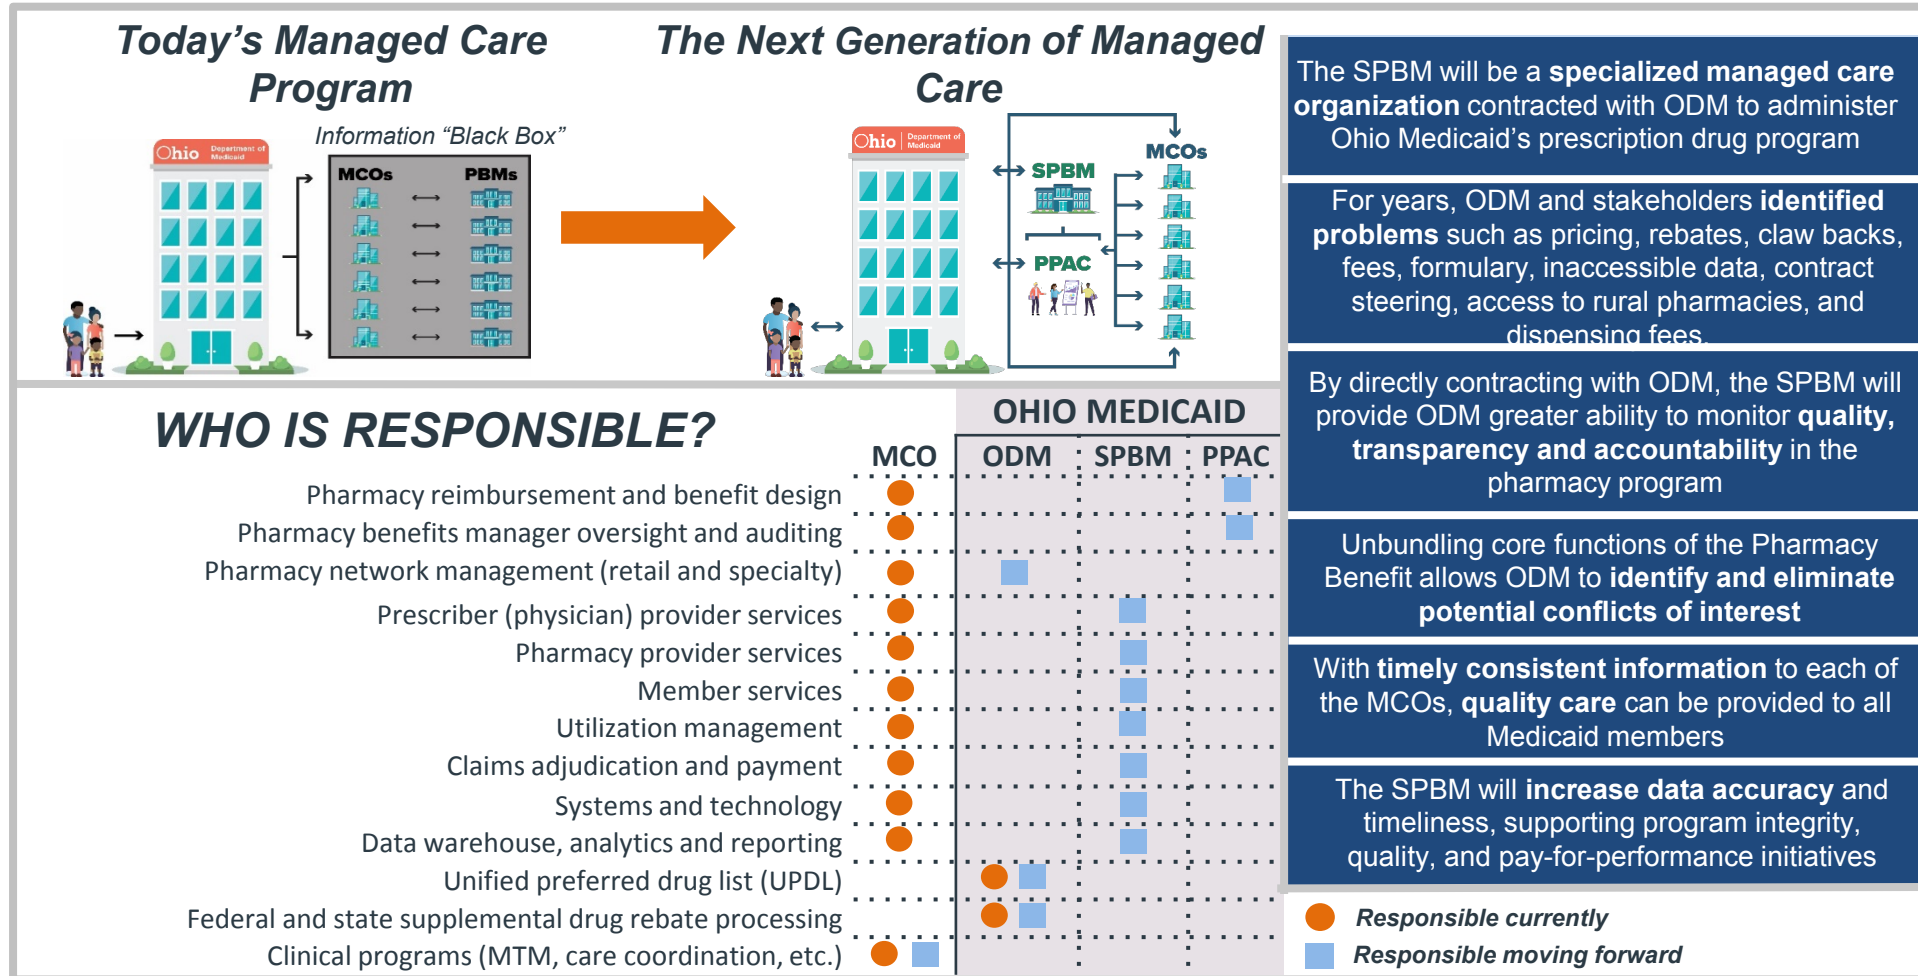 Today's Managed Care
Program
Information “Black Box”
Ohio Department of
Medicaid
MCOs PBMs
The Next Generation of Managed
Care
Ohio Department of
Medicaid
MCOs
SPBM
PPAC
WHO IS RESPONSIBLE?
OHIO MEDICAID
MCO ODM SPBM PPAC
Pharmacy reimbursement and benefit design
Pharmacy benefits manager oversight and auditing
Pharmacy network management (retail and specialty)
Prescriber (physician) provider services
Pharmacy provider services
Member services
Utilization management
Claims adjudication and payment
Systems and technology
Data warehouse, analytics and reporting
Unified preferred drug list (UPDL)
Federal and state supplemental drug rebate processing
Clinical programs (MTM, care coordination, etc.)
The SPBM will be a specialized managed care
organization contracted with ODM to administer
Ohio Medicaid's prescription drug program
For years, ODM and stakeholders identified
problems such as pricing, rebates, claw backs,
fees, formulary, inaccessible data, contract
steering, access to rural pharmacies, and
dispensing fees.
By directly contracting with ODM, the SPBM will
provide ODM greater ability to monitor quality,
transparency and accountability in the
pharmacy program
Unbundling core functions of the Pharmacy
Benefit allows ODM to identify and eliminate
potential conflicts of interest
With timely consistent information to each of
the MCOs, quality care can be provided to all
Medicaid members
The SPBM will increase data accuracy and
timeliness, supporting program integrity,
quality, and pay-for-performance initiatives
Responsible currently
Responsible moving forward